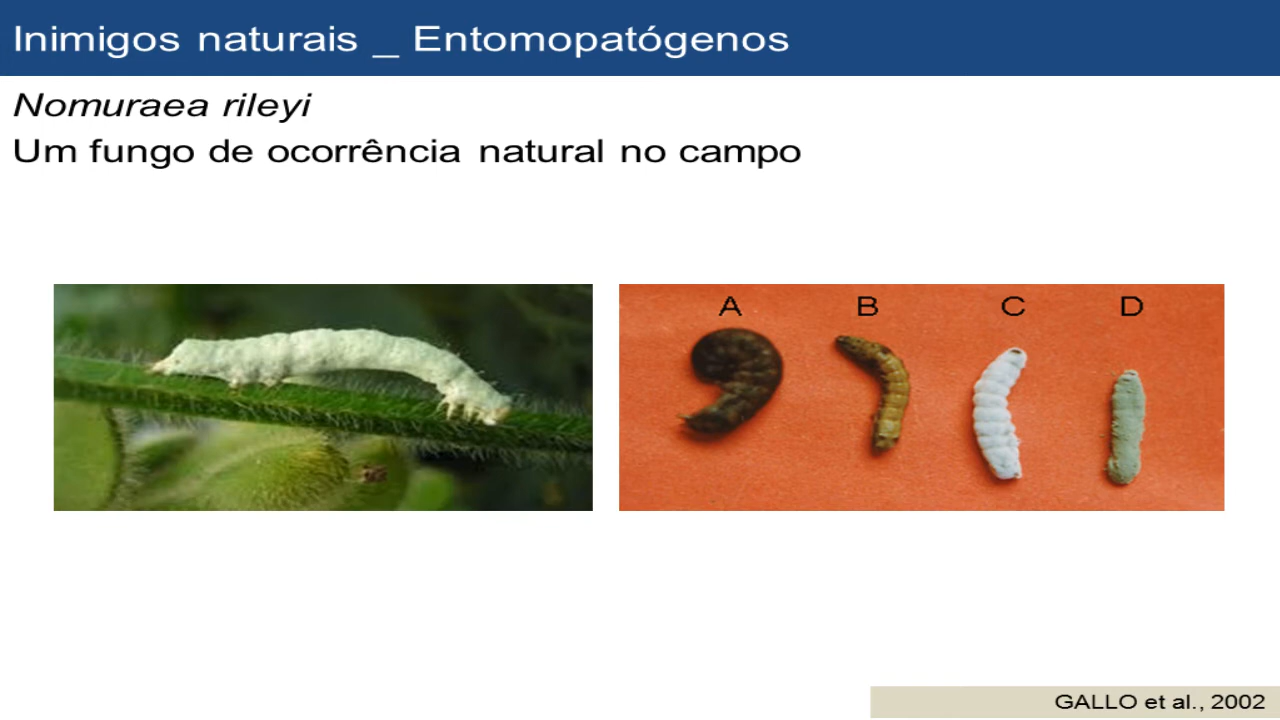 Inimigos naturais _ Entomopatógenos
Nomuraea rileyi
Um fungo de ocorrência natural no campo
A B C D
GALLO et al., 2002